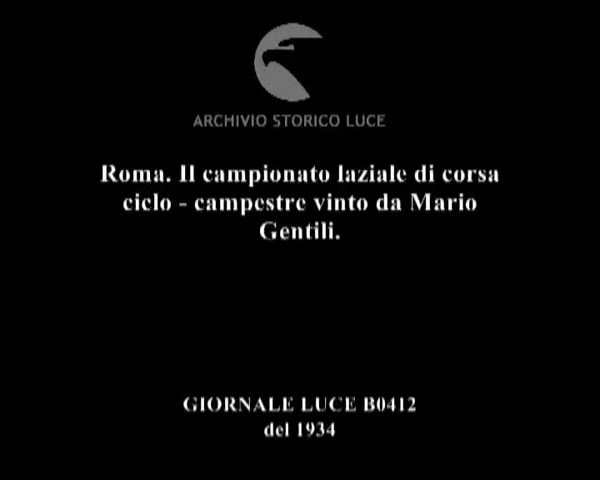 ARCHIVIO STORICO LUCE
Roma. Il campionato laziale di corsa
ciclo - campestre vinto da Mario
Gentili.
GIORNALE LUCE B0412
del 1934